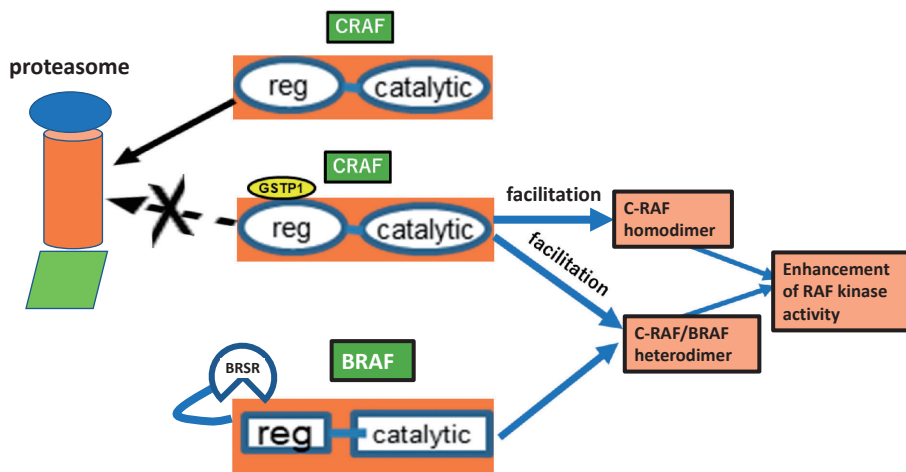 CRAF
proteasome
reg
catalytic
CRAF
GSTP1
reg
catalytic
facilitation
facilitation
C-RAF
homodimer
Enhancement
of RAF kinase
activity
C-RAF/BRAF
heterodimer
BRSR
BRAF
reg
catalytic